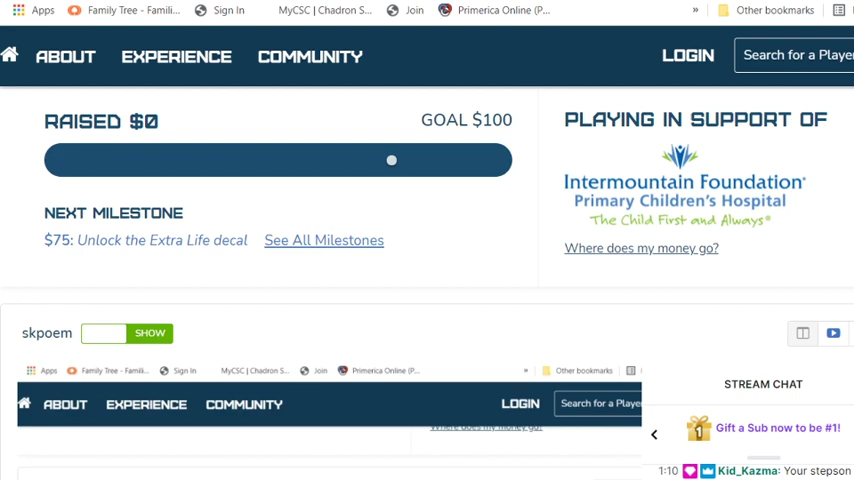 Apps Family Tree - Famili... Sign In MyCSC | Chadron S... Join Primerica Online (P... » Other bookmarks
ABOUT EXPERIENCE COMMUNITY LOGIN Search for a Player
RAISED $0 GOAL $100
NEXT MILESTONE
$75: Unlock the Extra Life decal See All Milestones
PLAYING IN SUPPORT OF
Intermountain Foundation®
Primary Children's Hospital
The Child First and Always®
Where does my money go?
skpoem SHOW
Apps Family Tree - Famili... Sign In MyCSC | Chadron S... Join Primerica Online (P... » Other bookmarks
ABOUT EXPERIENCE COMMUNITY LOGIN Search for a Player
Where does my money go?
STREAM CHAT
1 Gift a Sub now to be #1!
1:10 Kid_Kazma: Your stepson